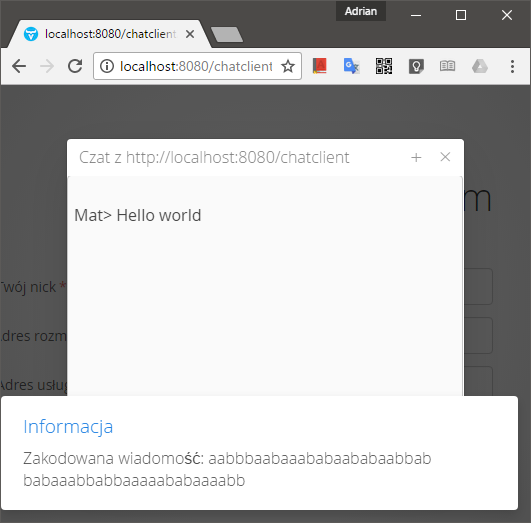 Adrian
localhost:8080/chatclient
localhost:8080/chatclient
Czat z http://localhost:8080/chatclient
m
Mat> Hello world
Twój nick *
dres rozm
Adres usług
Informacja
Zakodowana wiadomość: aabbbaabaaababaababaabbab
babaaabbabbaaaaababaaaabb